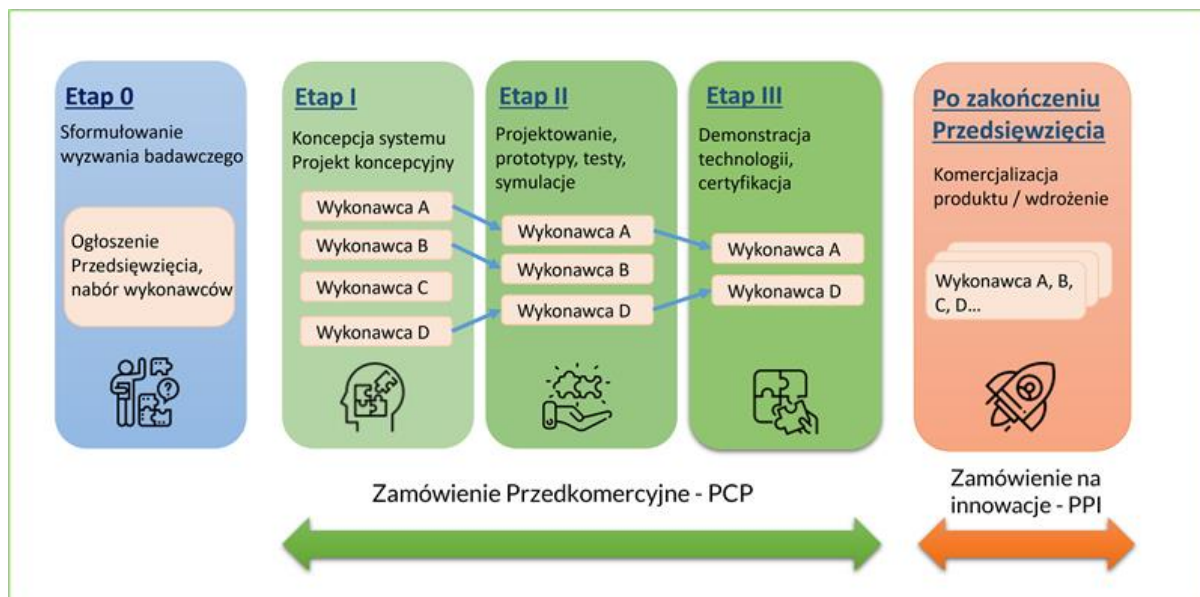 Etap 0
Sformułowanie
wyzwania badawczego
Ogłoszenie
Przedsięwzięcia,
nabór wykonawców
Etap I
Koncepcja systemu
Projekt koncepcyjny
Wykonawca A
Wykonawca B
Wykonawca C
Wykonawca D
Etap II
Projektowanie,
prototypy, testy,
symulacje
Wykonawca A
Wykonawca B
Wykonawca D
Etap III
Demonstracja
technologii,
certyfikacja
Wykonawca A
Wykonawca D
Po zakończeniu
Przedsięwzięcia
Komercjalizacja
produktu / wdrożenie
Wykonawca A, B,
C, D...
Zamówienie Przedkomercyjne - PCP
Zamówienie na
innowacje - PPI